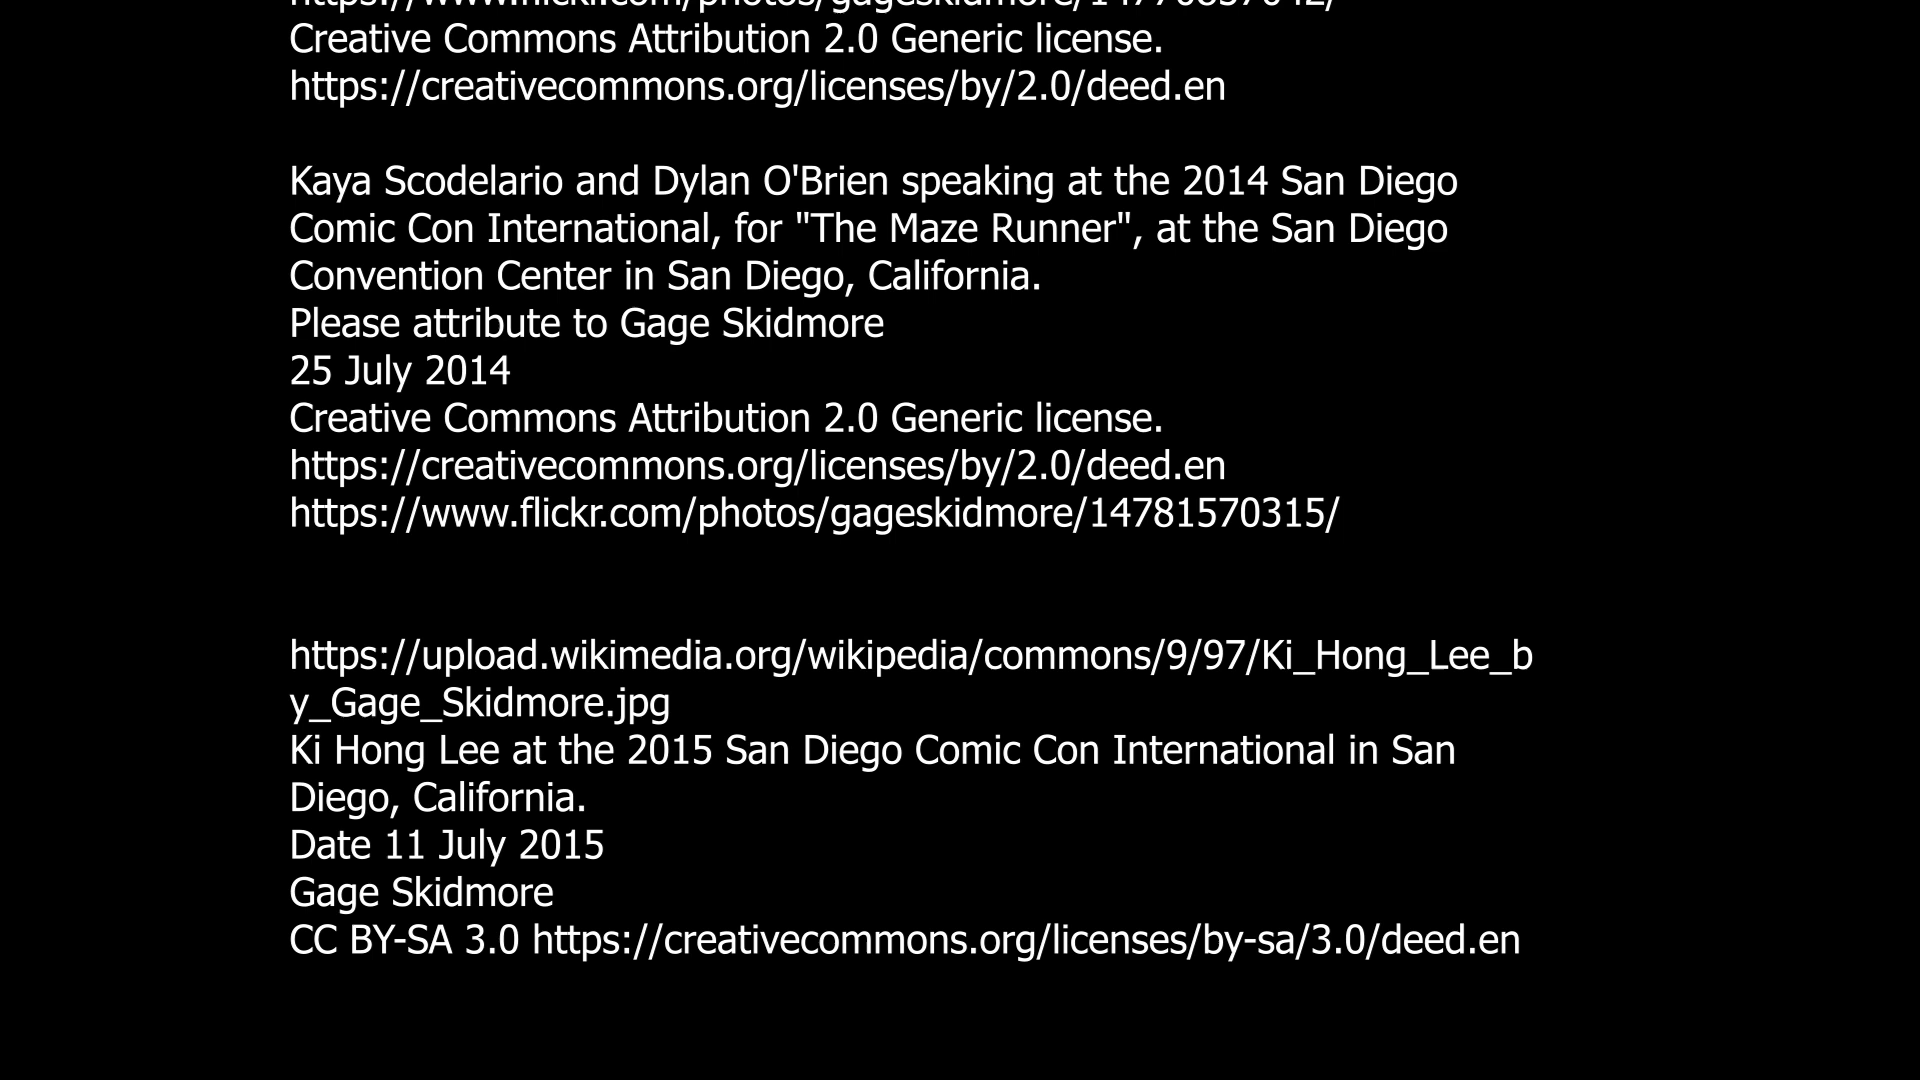 Creative Commons Attribution 2.0 Generic license.
https://creativecommons.org/licenses/by/2.0/deed.en
Kaya Scodelario and Dylan O'Brien speaking at the 2014 San Diego
Comic Con International, for "The Maze Runner", at the San Diego
Convention Center in San Diego, California.
Please attribute to Gage Skidmore
25 July 2014
Creative Commons Attribution 2.0 Generic license.
https://creativecommons.org/licenses/by/2.0/deed.en
https://www.flickr.com/photos/gageskidmore/14781570315/
https://upload.wikimedia.org/wikipedia/commons/9/97/Ki_Hong_Lee_b
y_Gage_Skidmore.jpg
Ki Hong Lee at the 2015 San Diego Comic Con International in San
Diego, California.
Date 11 July 2015
Gage Skidmore
CC BY-SA 3.0 https://creativecommons.org/licenses/by-sa/3.0/deed.en